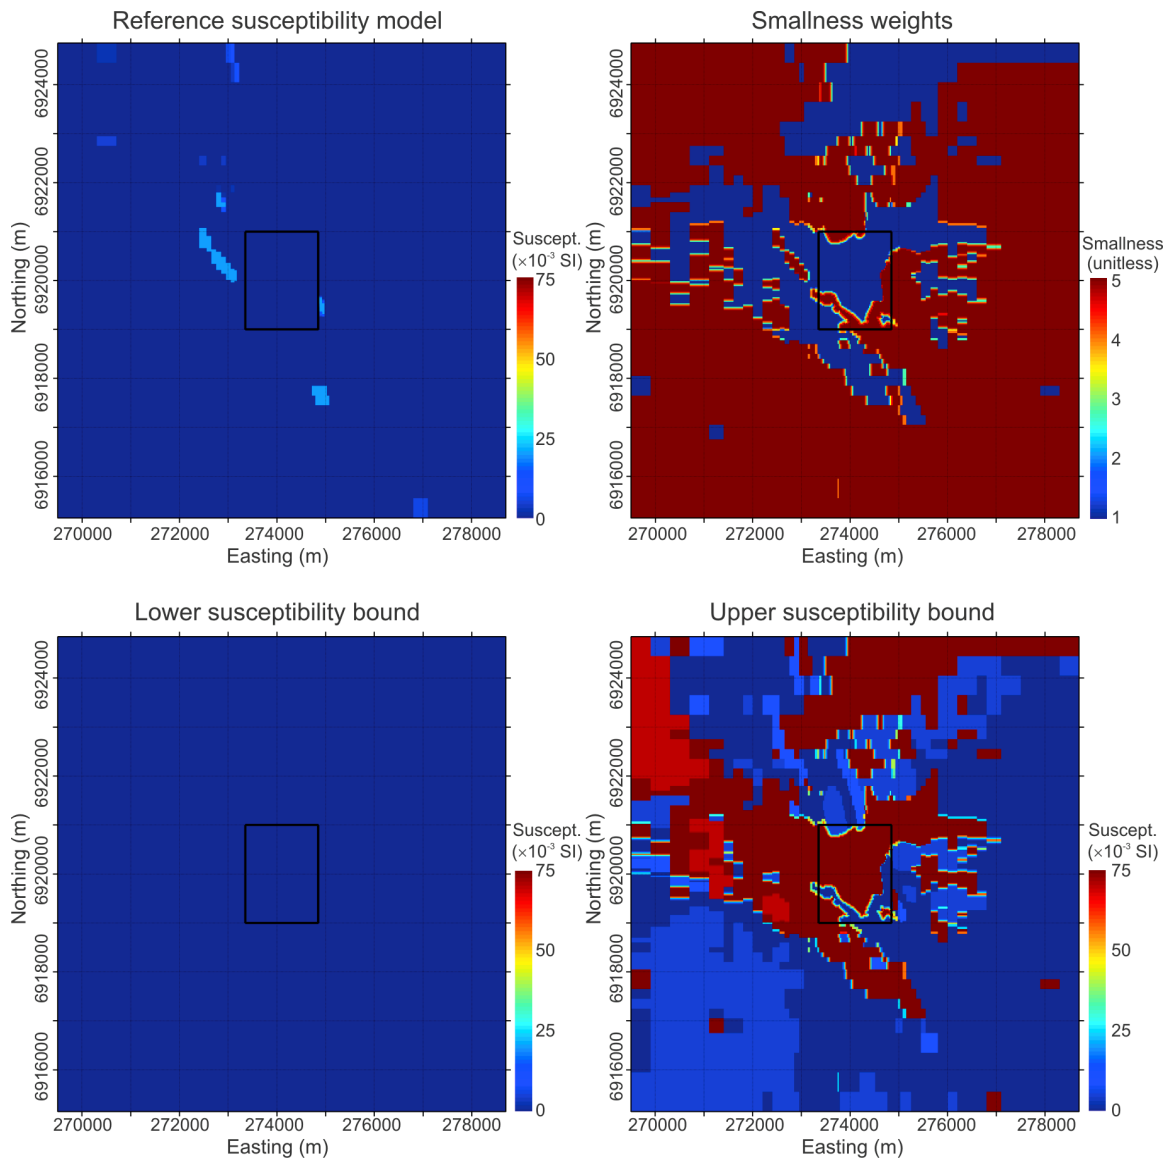 Reference susceptibility model
6924000
6922000
6920000
6918000
6916000
Northing (m)
270000 272000 274000 276000 278000
Easting (m)
Suscept.
(×10⁻³ SI)
75
50
25
0
Smallness weights
6924000
6922000
6920000
6918000
6916000
Northing (m)
270000 272000 274000 276000 278000
Easting (m)
Smallness
(unitless)
5
4
3
2
1
Lower susceptibility bound
6924000
6922000
6920000
6918000
6916000
Northing (m)
270000 272000 274000 276000 278000
Easting (m)
Suscept.
(×10⁻³ SI)
75
50
25
0
Upper susceptibility bound
6924000
6922000
6920000
6918000
6916000
Northing (m)
270000 272000 274000 276000 278000
Easting (m)
Suscept.
(×10⁻³ SI)
75
50
25
0